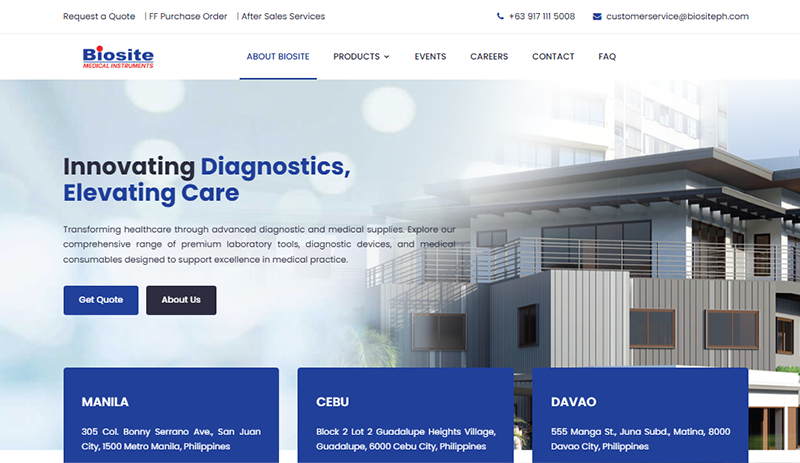 Request a Quote | FF Purchase Order | After Sales Services +63 917 111 5008 customerservice@biositeph.com
Biosite
MEDICAL INSTRUMENTS
ABOUT BIOSITE PRODUCTS EVENTS CAREERS CONTACT FAQ
Innovating Diagnostics,
Elevating Care
Transforming healthcare through advanced diagnostic and medical supplies. Explore our
comprehensive range of premium laboratory tools, diagnostic devices, and medical
consumables designed to support excellence in medical practice.
Get Quote About Us
MANILA
305 Col. Bonny Serrano Ave., San Juan
City, 1500 Metro Manila, Philippines
CEBU
Block 2 Lot 2 Guadalupe Heights Village,
Guadalupe, 6000 Cebu City, Philippines
DAVAO
555 Manga St., Juna Subd., Matina, 8000
Davao City, Philippines